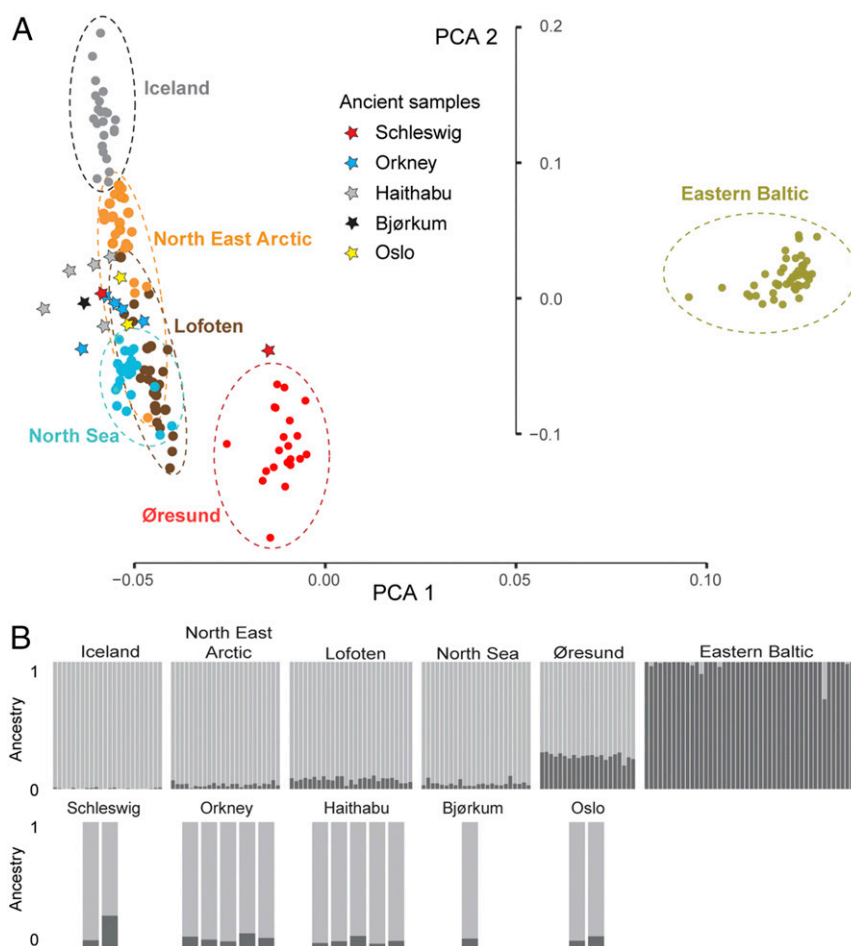 A
PCA 2
0.2
Iceland
Ancient samples
Schleswig
Orkney
Haithabu
Bjørkum
Oslo
0.1
North East Arctic
Eastern Baltic
0.0
Lofoten
North Sea
−0.1
Øresund
−0.05
0.00
0.05
0.10
PCA 1
B
Iceland
North East
Arctic
Lofoten
North Sea
Øresund
Eastern Baltic
1
Ancestry
0
Schleswig
Orkney
Haithabu
Bjørkum
Oslo
1
Ancestry
0